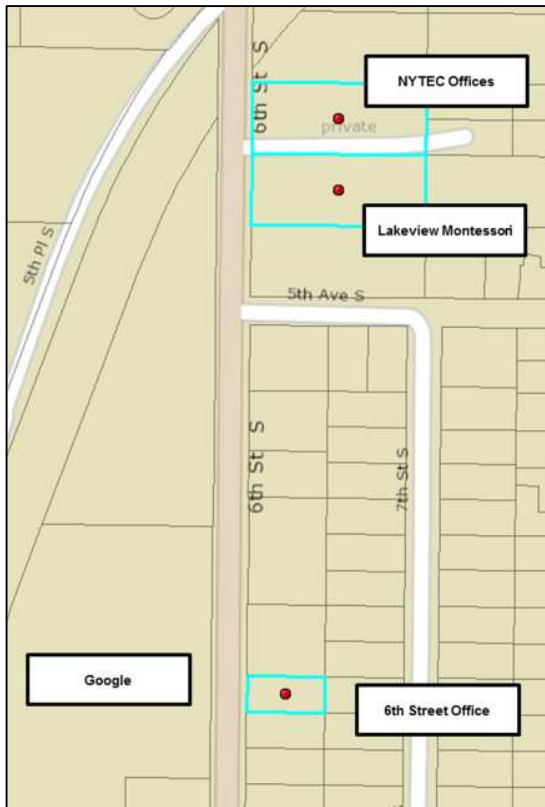 6th St S
NYTEC Offices
private
5th Pl S
Lakeview Montessori
5th Ave S
6th St S
7th St S
Google
6th Street Office